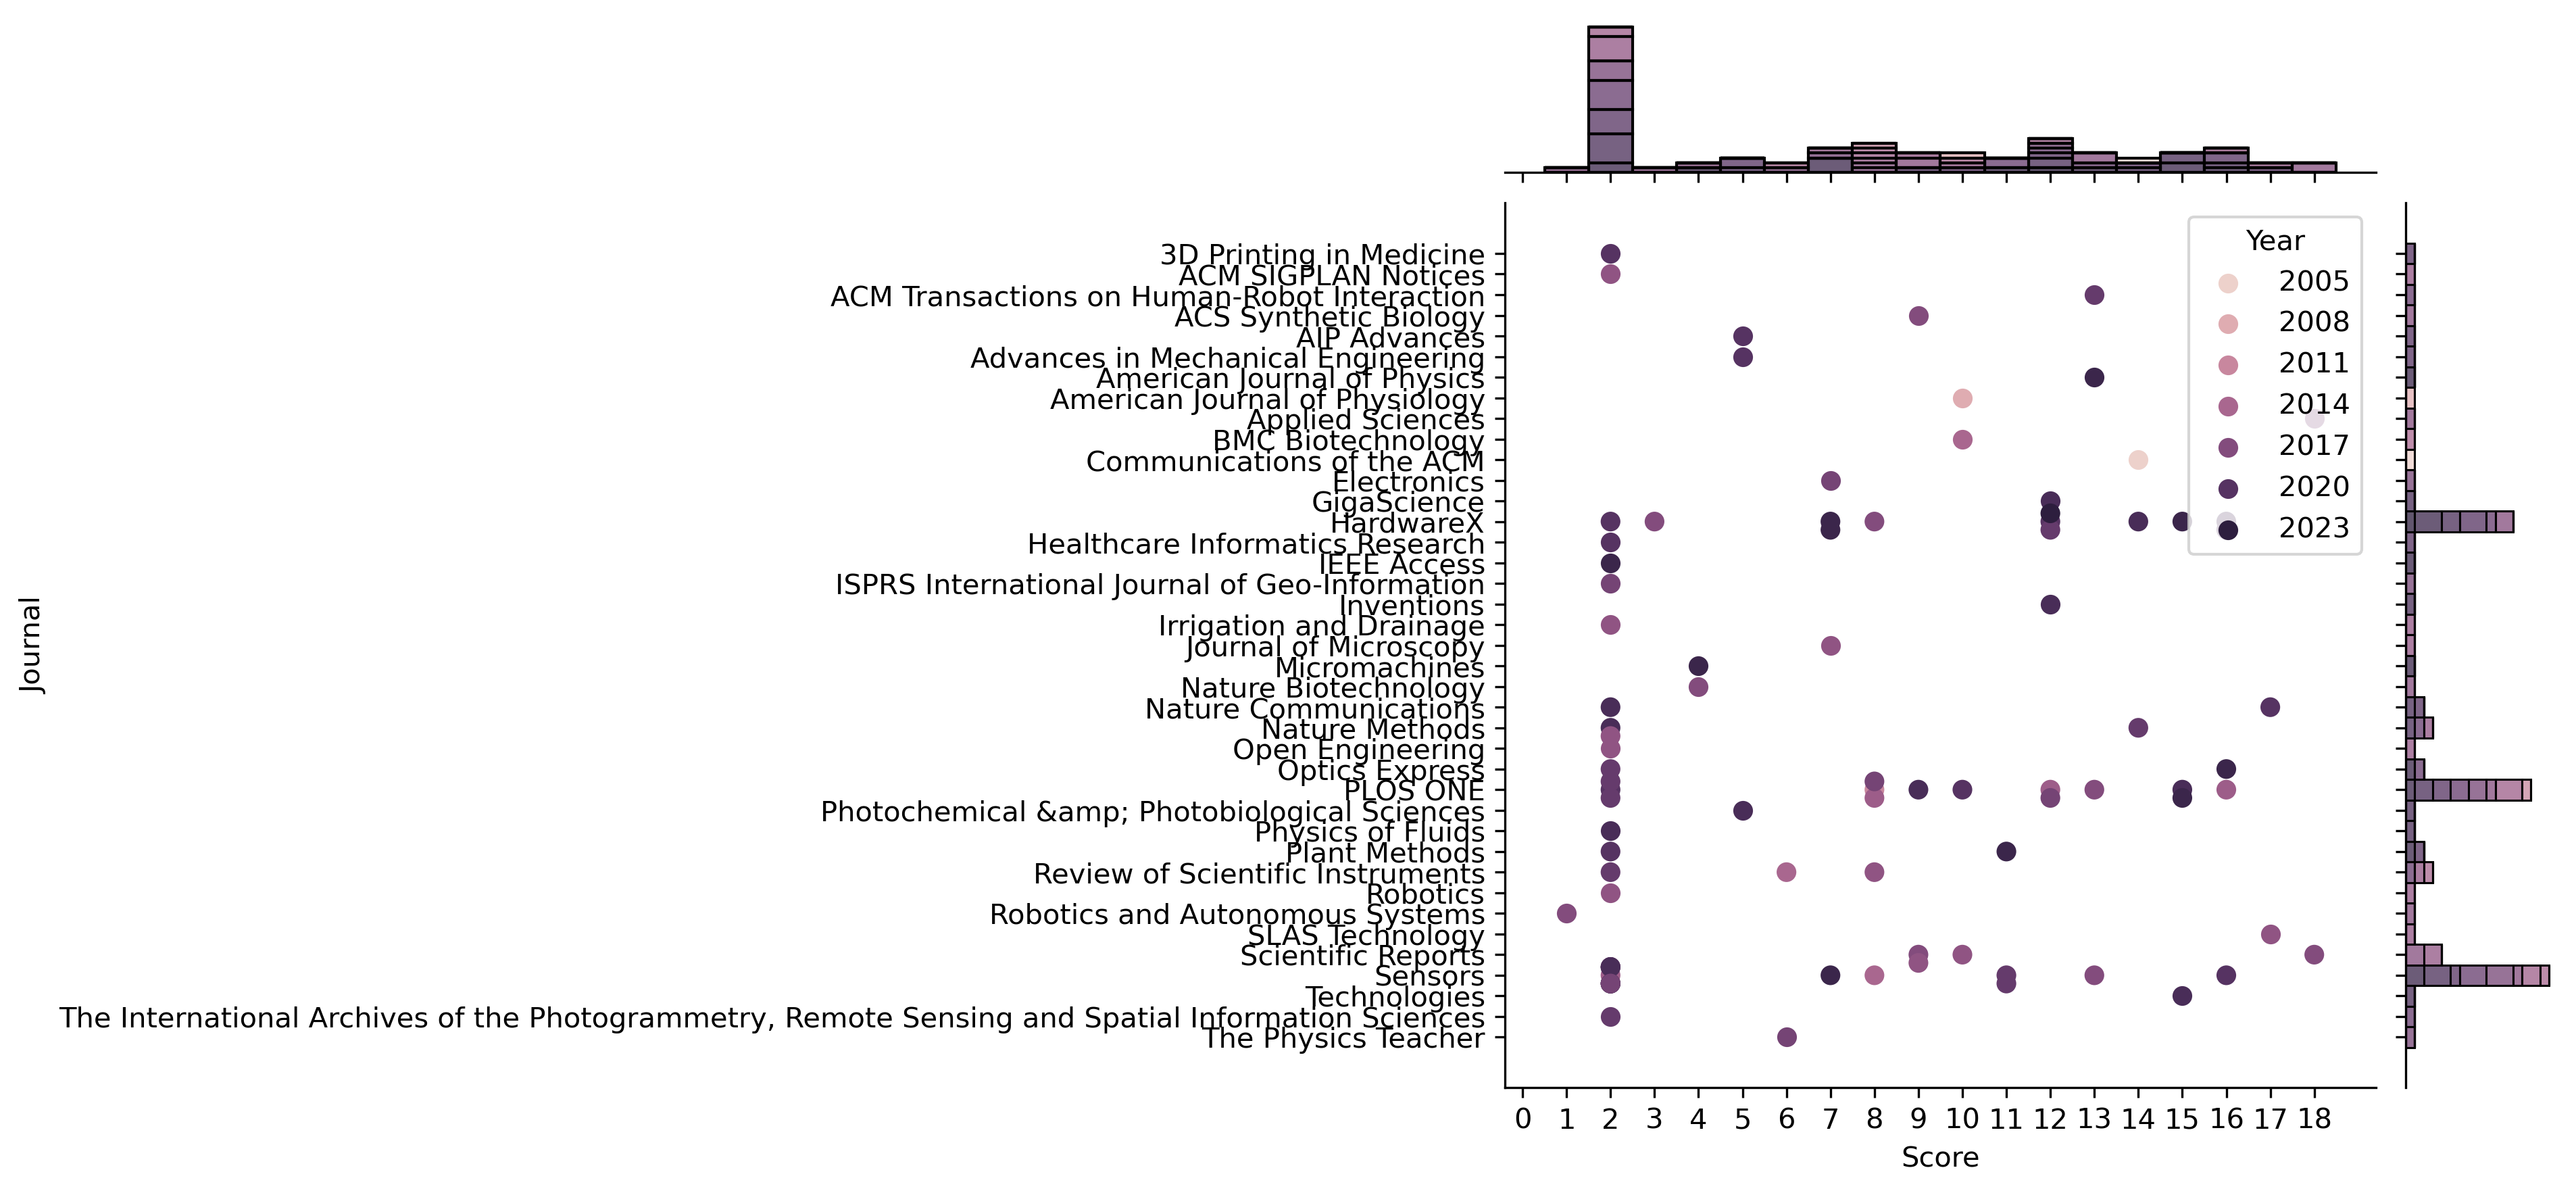 3D Printing in Medicine
ACM SIGPLAN Notices
ACM Transactions on Human-Robot Interaction
ACS Synthetic Biology
AIP Advances
Advances in Mechanical Engineering
American Journal of Physics
American Journal of Physiology
Applied Sciences
BMC Biotechnology
Communications of the ACM
Electronics
GigaScience
HardwareX
Healthcare Informatics Research
IEEE Access
ISPRS International Journal of Geo-Information
Inventions
Irrigation and Drainage
Journal of Microscopy
Micromachines
Nature Biotechnology
Nature Communications
Nature Methods
Open Engineering
Optics Express
PLOS ONE
Photochemical &amp; Photobiological Sciences
Physics of Fluids
Plant Methods
Review of Scientific Instruments
Robotics
Robotics and Autonomous Systems
SLAS Technology
Scientific Reports
Sensors
Technologies
The International Archives of the Photogrammetry, Remote Sensing and Spatial Information Sciences
The Physics Teacher
Journal
Year
2005
2008
2011
2014
2017
2020
2023
0 1 2 3 4 5 6 7 8 9 10 11 12 13 14 15 16 17 18
Score